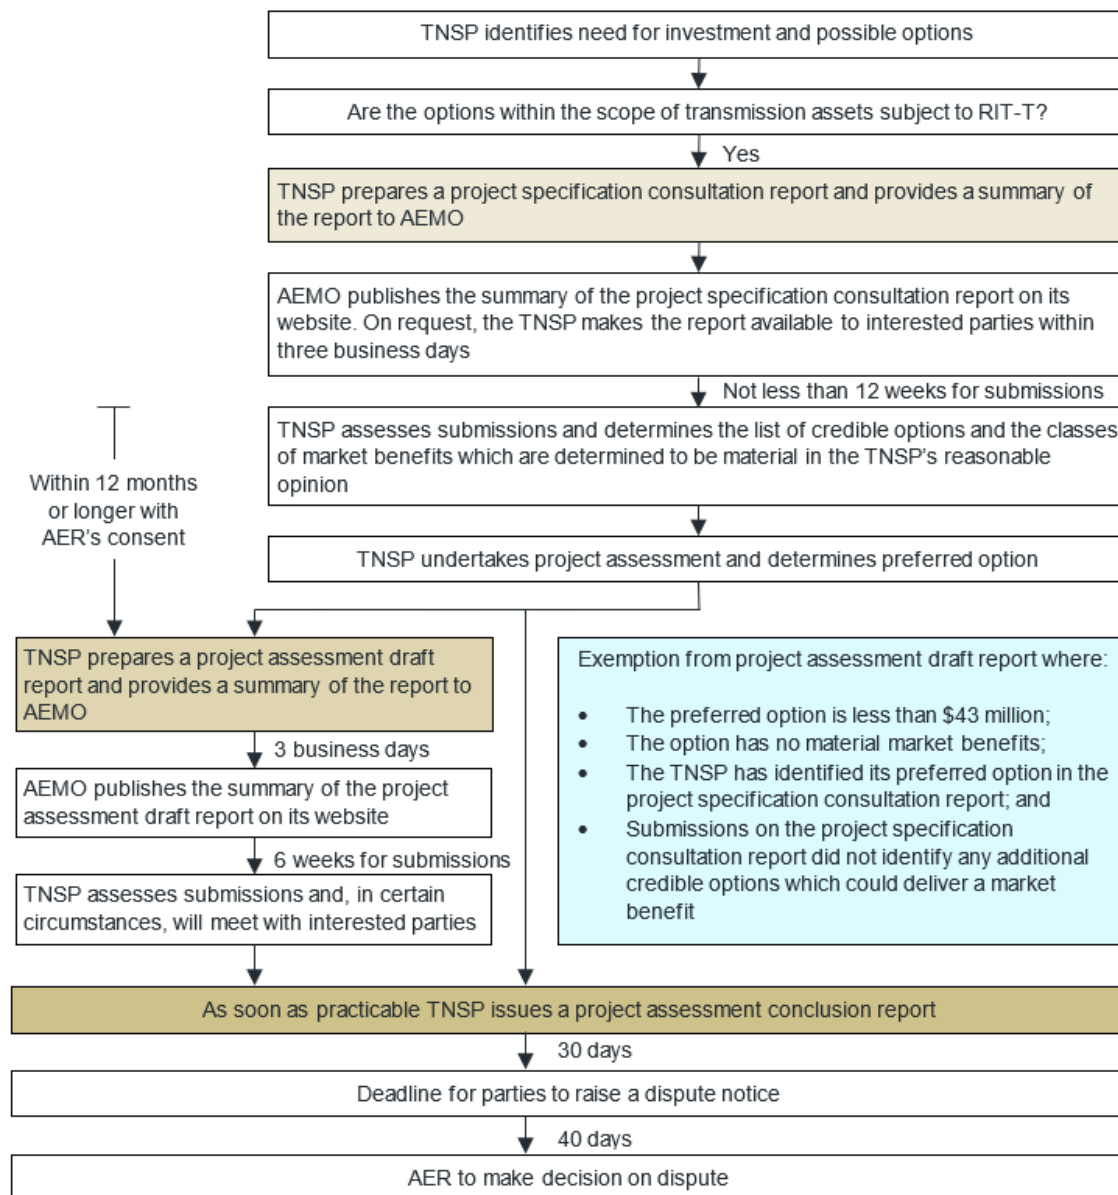 TNSP identifies need for investment and possible options
Are the options within the scope of transmission assets subject to RIT-T?
Yes
TNSP prepares a project specification consultation report and provides a summary of
the report to AEMO
AEMO publishes the summary of the project specification consultation report on its
website. On request, the TNSP makes the report available to interested parties within
three business days
Not less than 12 weeks for submissions
TNSP assesses submissions and determines the list of credible options and the classes
of market benefits which are determined to be material in the TNSP's reasonable
opinion
Within 12 months
or longer with
AER's consent
TNSP undertakes project assessment and determines preferred option
TNSP prepares a project assessment draft
report and provides a summary of the report to
AEMO
3 business days
AEMO publishes the summary of the project
assessment draft report on its website
6 weeks for submissions
TNSP assesses submissions and, in certain
circumstances, will meet with interested parties
Exemption from project assessment draft report where:
• The preferred option is less than $43 million;
• The option has no material market benefits;
• The TNSP has identified its preferred option in the
project specification consultation report; and
• Submissions on the project specification
consultation report did not identify any additional
credible options which could deliver a market
benefit
As soon as practicable TNSP issues a project assessment conclusion report
30 days
Deadline for parties to raise a dispute notice
40 days
AER to make decision on dispute